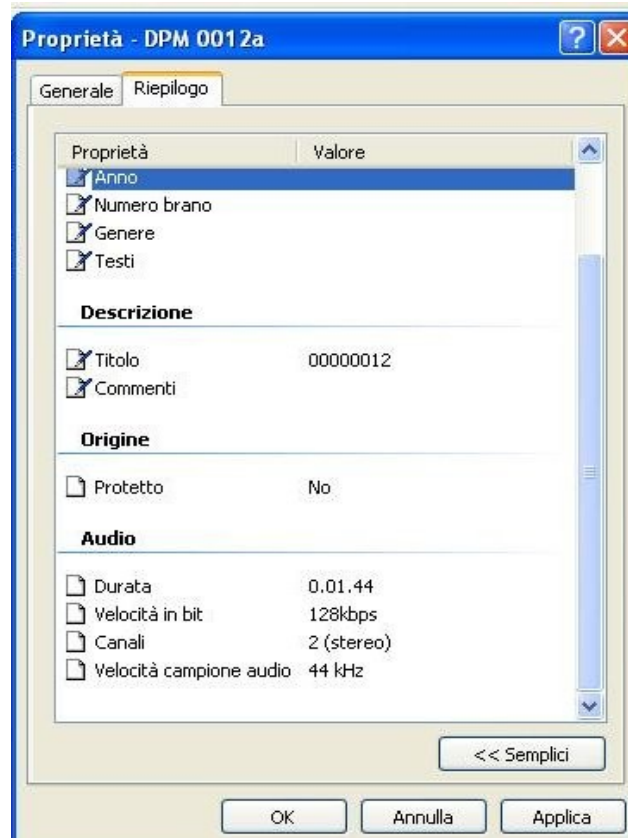 Proprietà - DPM 0012a
Generale Riepilogo
Proprietà Valore
Anno
Numero brano
Genere
Testi
Descrizione
Titolo 00000012
Commenti
Origine
Protetto No
Audio
Durata 0.01.44
Velocità in bit 128kbps
Canali 2 (stereo)
Velocità campione audio 44 kHz
<< Semplici
OK Annulla Applica